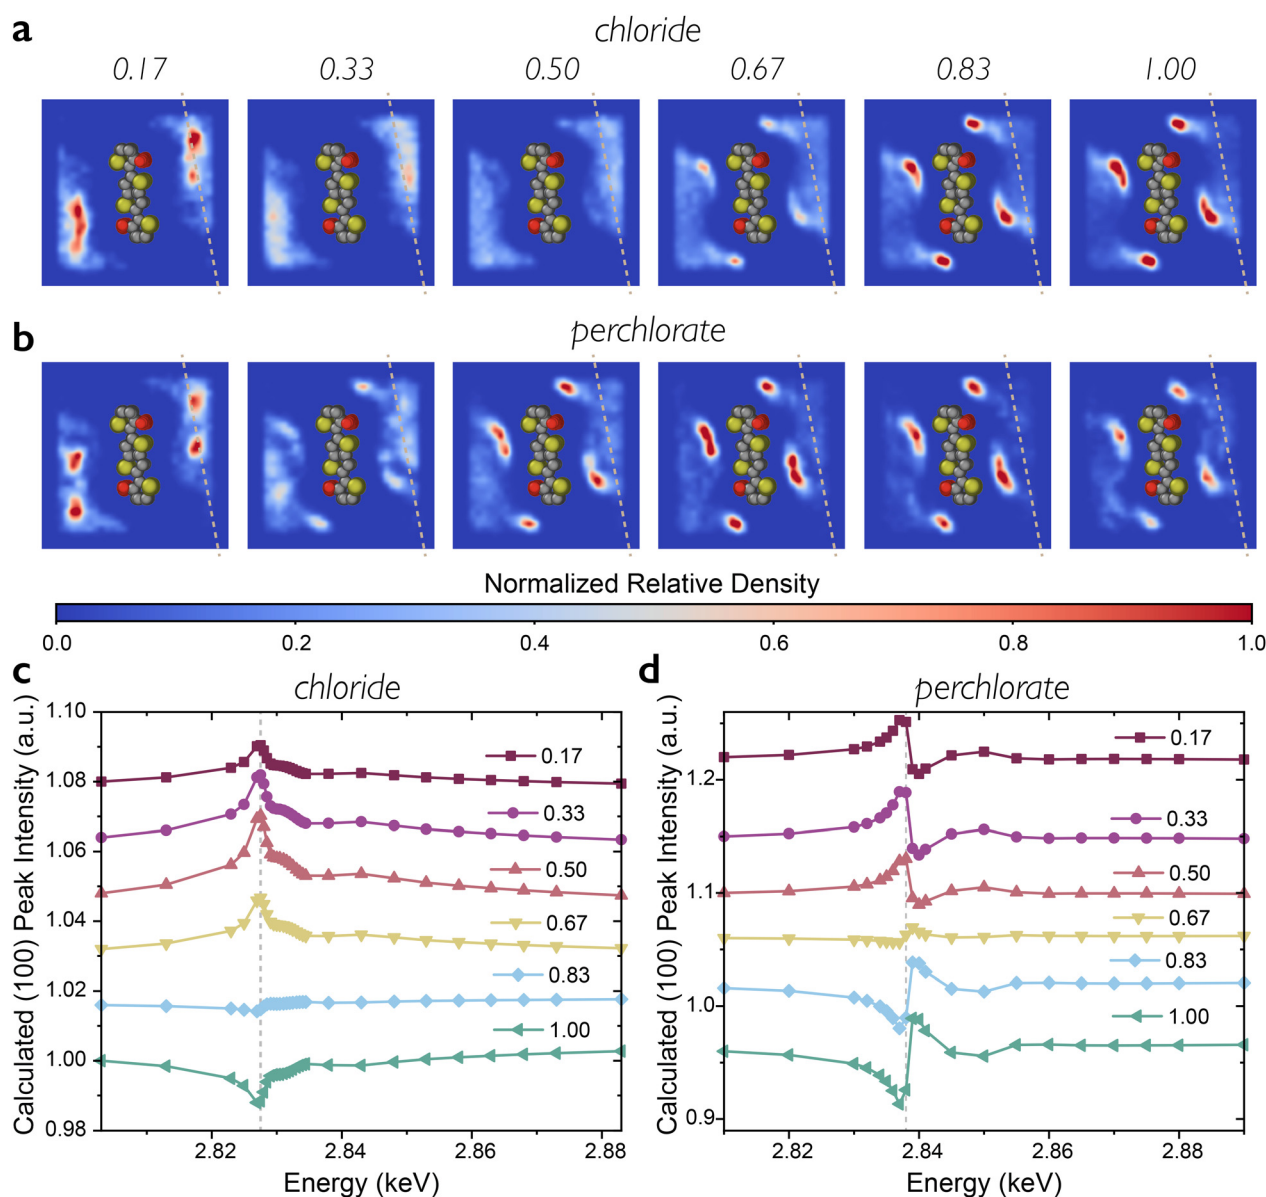 a
chloride
0.17 0.33 0.50 0.67 0.83 1.00
b
perchlorate
Normalized Relative Density
0.0 0.2 0.4 0.6 0.8 1.0
c
chloride
Calculated (100) Peak Intensity (a.u.)
1.10
1.08
1.06
1.04
1.02
1.00
0.98
0.17
0.33
0.50
0.67
0.83
1.00
2.82 2.84 2.86 2.88
Energy (keV)
d
perchlorate
Calculated (100) Peak Intensity (a.u.)
1.2
1.1
1.0
0.9
0.17
0.33
0.50
0.67
0.83
1.00
2.82 2.84 2.86 2.88
Energy (keV)